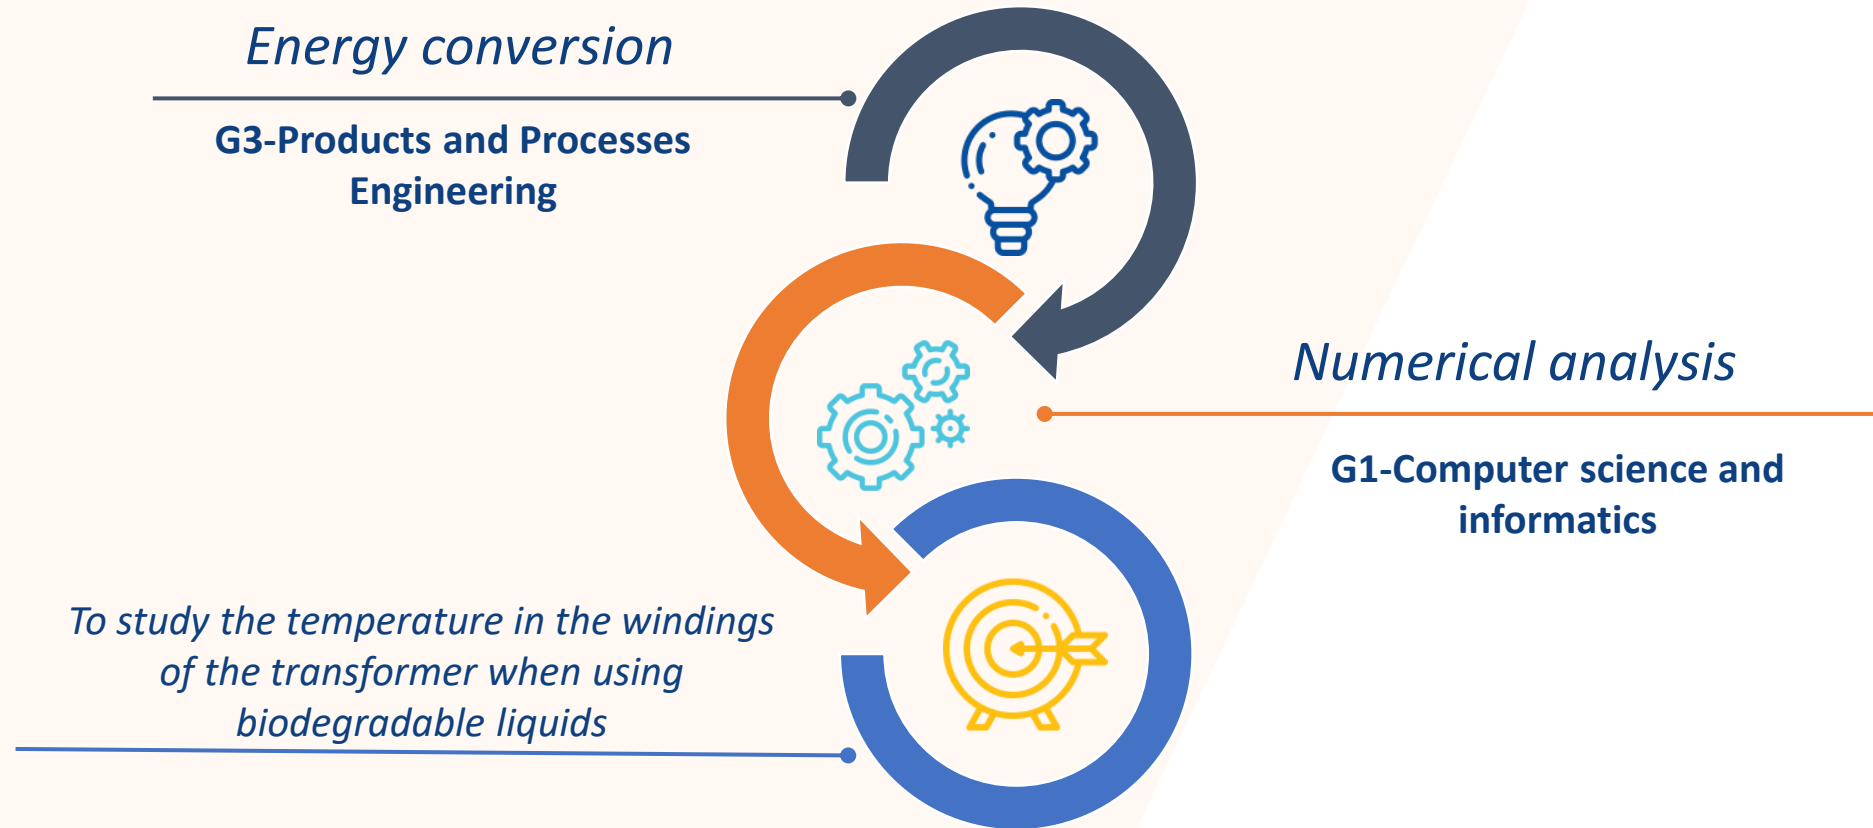 Energy conversion
G3-Products and Processes
Engineering
Numerical analysis
G1-Computer science and
informatics
To study the temperature in the windings
of the transformer when using
biodegradable liquids